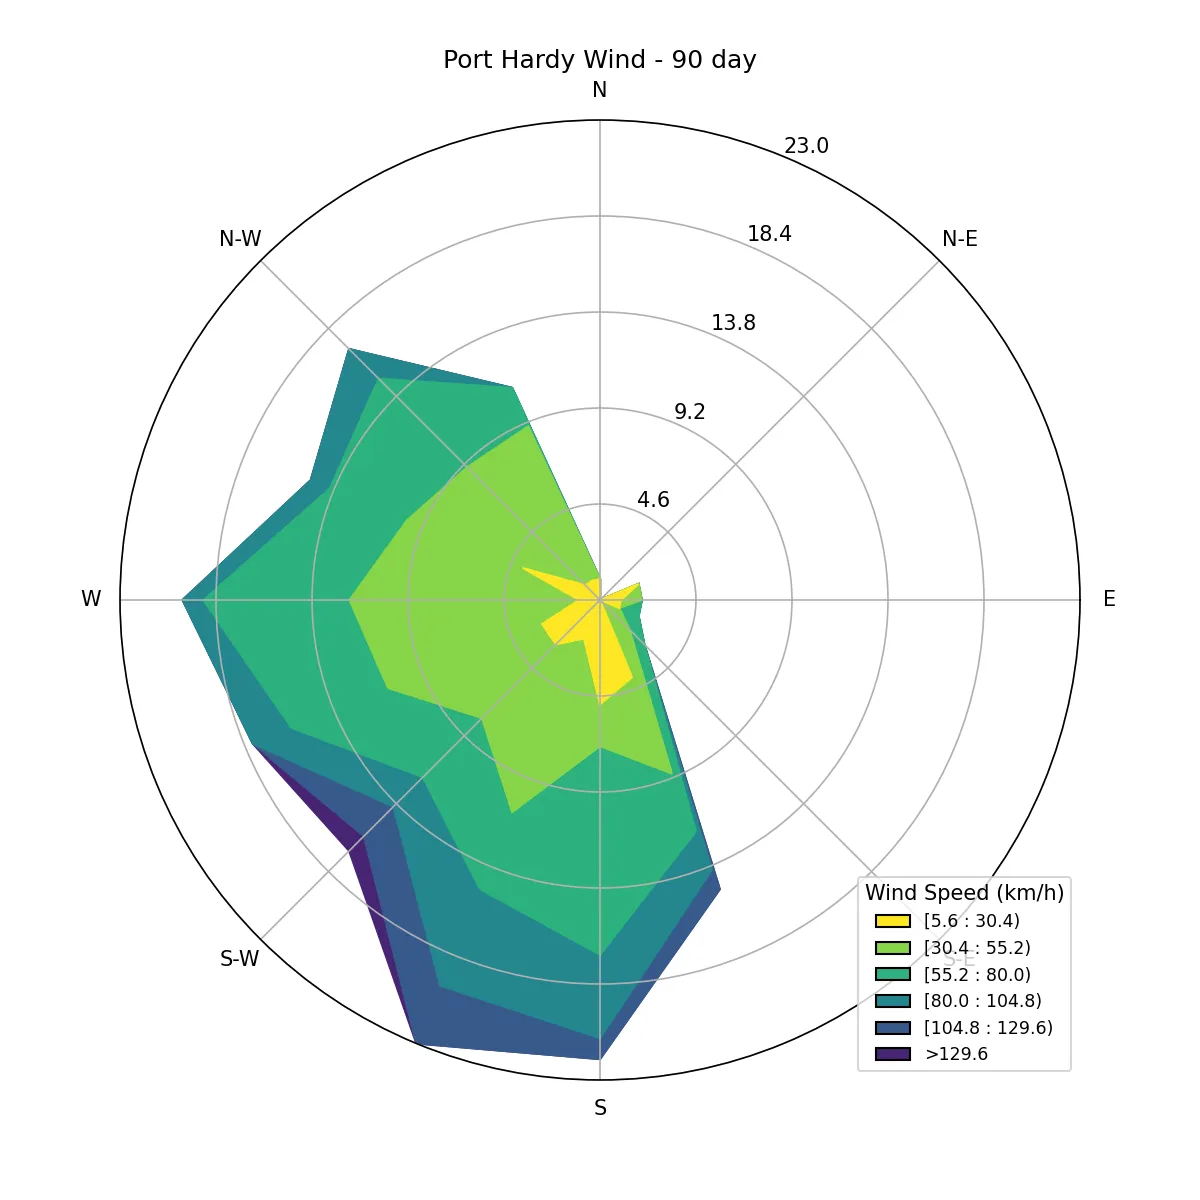 Port Hardy Wind - 90 day
N
23.0
18.4
N-W
N-E
13.8
9.2
4.6
W
E
Wind Speed (km/h)
[5.6 : 30.4)
[30.4 : 55.2)
S-W
S-E
[55.2 : 80.0)
[80.0 : 104.8)
[104.8 : 129.6)
>129.6
S